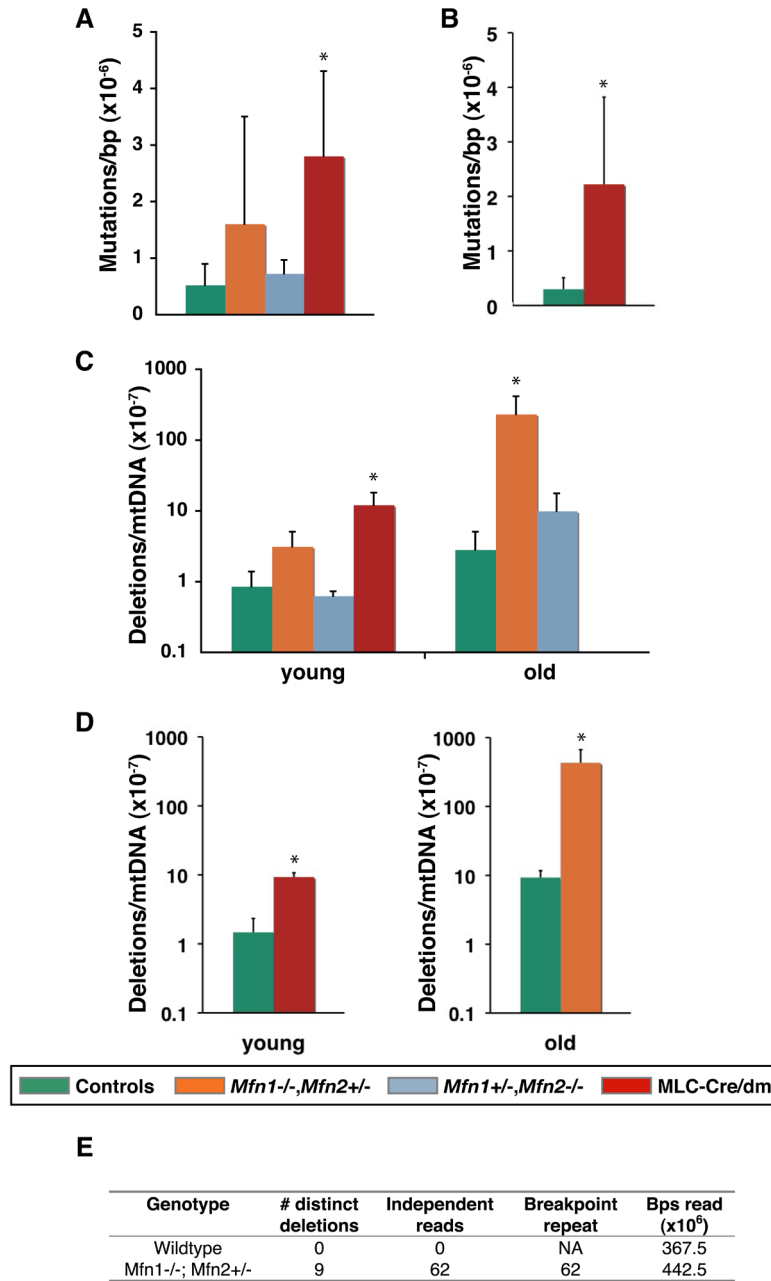 A
Mutations/bp (x10-6)
5
4
3
2
1
0
*
B
Mutations/bp (x10-6)
5
4
3
2
1
0
*
C
Deletions/mtDNA (x10-7)
1000
100
10
1
0.1
*
*
young
old
D
Deletions/mtDNA (x10-7)
1000
100
10
1
0.1
*
young
Deletions/mtDNA (x10-7)
1000
100
10
1
0.1
*
old
Controls Mfn1-/-,Mfn2+/- Mfn1+/-,Mfn2-/- MLC-Cre/dm
E
Genotype # distinct deletions Independent reads Breakpoint repeat Bps read (x106)
Wildtype 0 0 NA 367.5
Mfn1-/-; Mfn2+/- 9 62 62 442.5